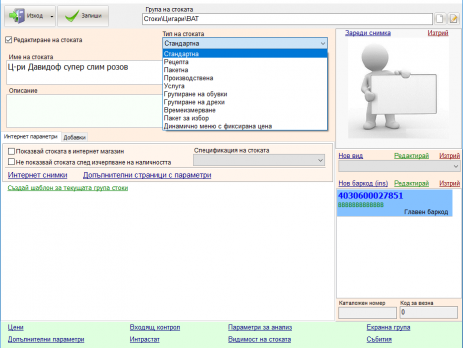 Изход
Запиши
Група на стоката
Стоки\Цигари\BAT
Редактиране на стоката
Тип на стоката
Стандартна
Име на стоката
Ц-ри Давидоф супер слим розов
Описание
Стандартна
Рецепта
Пакетна
Производствена
Услуга
Групиране на обувки
Групиране на дрехи
Времеизмерване
Пакет за избор
Динамично меню с фиксирана цена
Зареди снимка
Изтрий
Интернет параметри
Добавки
Показвай стоката в интернет магазин
Не показвай стоката след изчерпване на наличността
Спецификация на стоката
Интернет снимки
Допълнителни страници с параметри
Създай шаблон за текущата група стоки
Нов вид
Редактирай
Изтрий
Нов баркод (ins)
Редактирай
Изтрий
4030600027851
8888888888888
Главен баркод
Каталожен номер
Код за везна
0
Цени
Входящ контрол
Параметри за анализ
Екранна група
Допълнителни параметри
Интрастат
Видимост на стоката
Събития